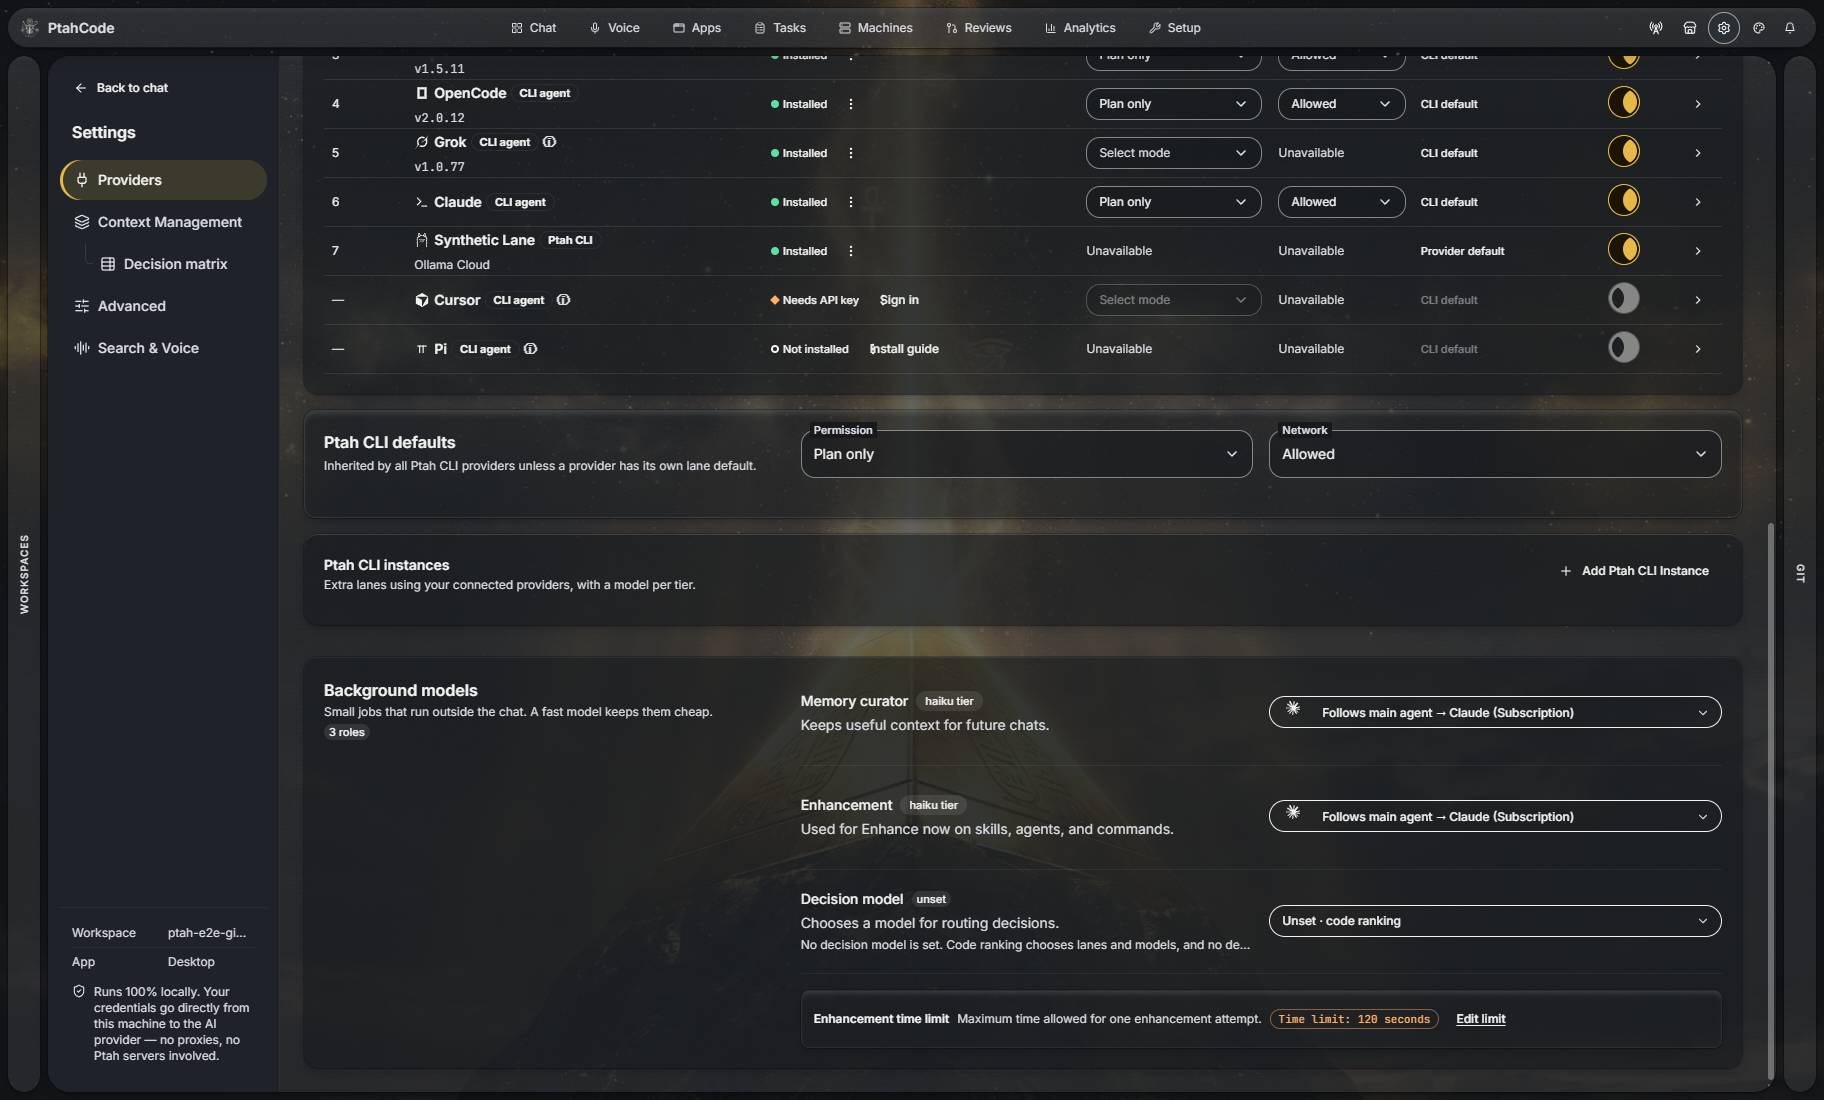 PtahCode
Chat
Voice
Apps
Tasks
Machines
Reviews
Analytics
Setup
Back to chat
Settings
Providers
Context Management
Decision matrix
Advanced
Search & Voice
v1.5.11
Installed
Plan only
Allowed
CLI default
4 OpenCode CLI agent Installed Plan only Allowed CLI default
v2.0.12
5 Grok CLI agent Installed Select mode Unavailable CLI default
v1.0.77
6 Claude CLI agent Installed Plan only Allowed CLI default
7 Synthetic Lane Ptah CLI Installed Unavailable Unavailable Provider default
Ollama Cloud
— Cursor CLI agent Needs API key Sign in Select mode Unavailable CLI default
— Pi CLI agent Not installed Install guide Unavailable Unavailable CLI default
Ptah CLI defaults
Inherited by all Ptah CLI providers unless a provider has its own lane default.
Permission
Plan only
Network
Allowed
Ptah CLI instances
Extra lanes using your connected providers, with a model per tier.
+ Add Ptah CLI Instance
Background models
Small jobs that run outside the chat. A fast model keeps them cheap.
3 roles
Memory curator haiku tier
Keeps useful context for future chats.
Follows main agent → Claude (Subscription)
Enhancement haiku tier
Used for Enhance now on skills, agents, and commands.
Follows main agent → Claude (Subscription)
Decision model unset
Chooses a model for routing decisions.
No decision model is set. Code ranking chooses lanes and models, and no de...
Unset · code ranking
Enhancement time limit Maximum time allowed for one enhancement attempt. Time limit: 120 seconds Edit limit
Workspace ptah-e2e-gi...
App Desktop
Runs 100% locally. Your
credentials go directly from
this machine to the AI
provider — no proxies, no
Ptah servers involved.
WORKSPACES
GIT